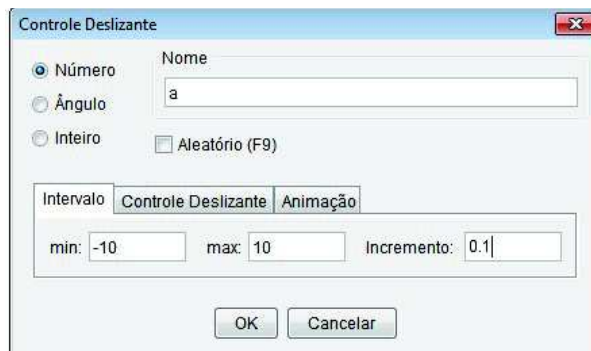 Controle Deslizante
Número
Ângulo
Inteiro
Nome
a
Aleatório (F9)
Intervalo Controle Deslizante Animação
min: -10 max: 10 Incremento: 0.1
OK Cancelar